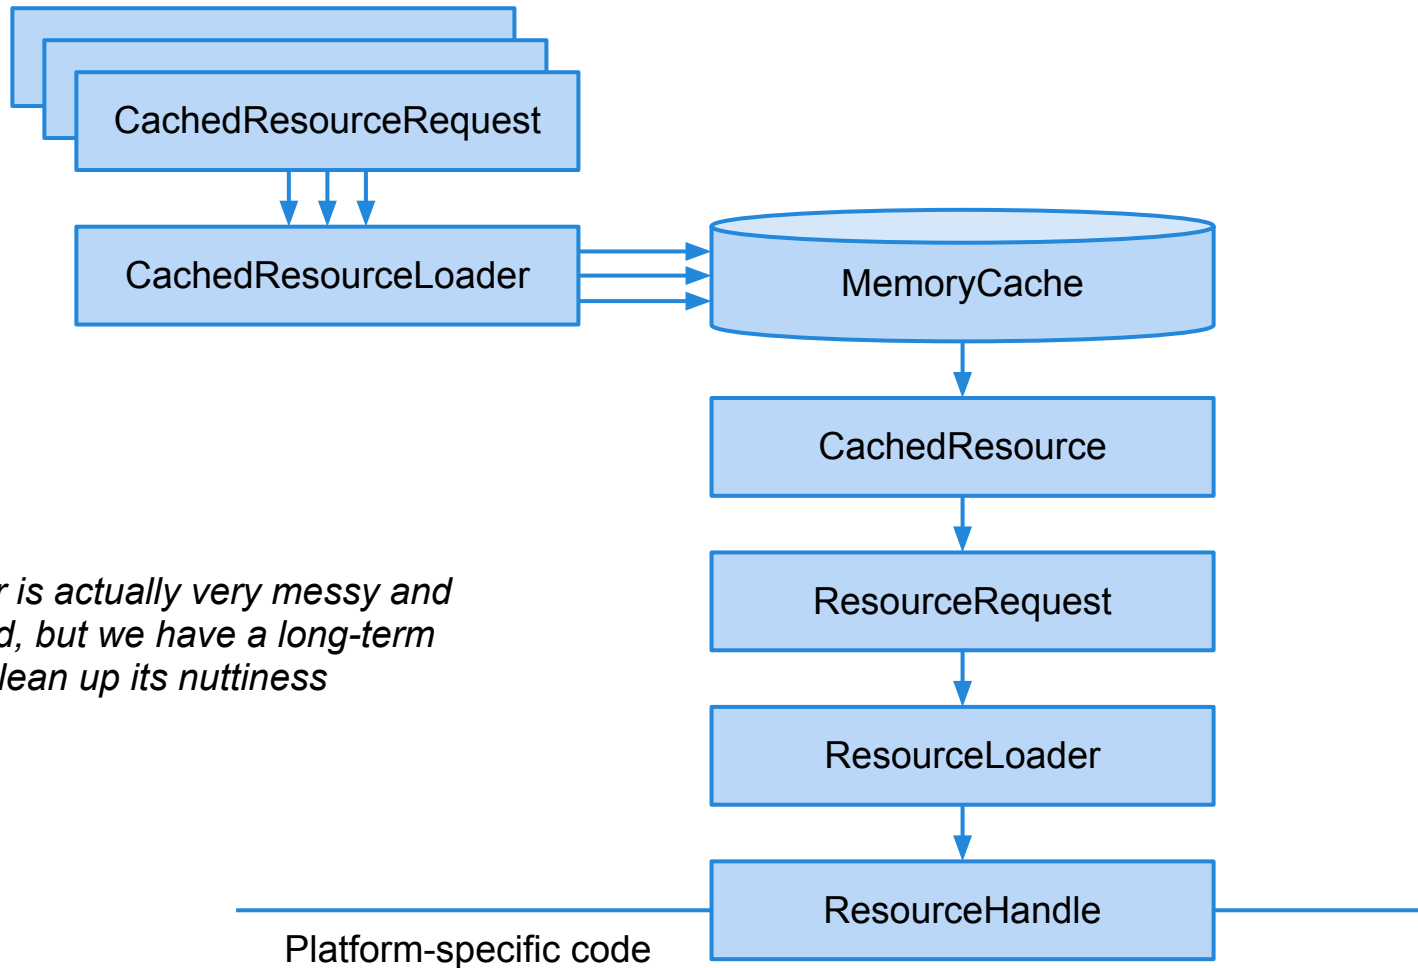 CachedResourceRequest
CachedResourceLoader
MemoryCache
CachedResource
ResourceRequest
is actually very messy and
but we have a long-term
up its nuttiness
ResourceLoader
ResourceHandle
Platform-specific code